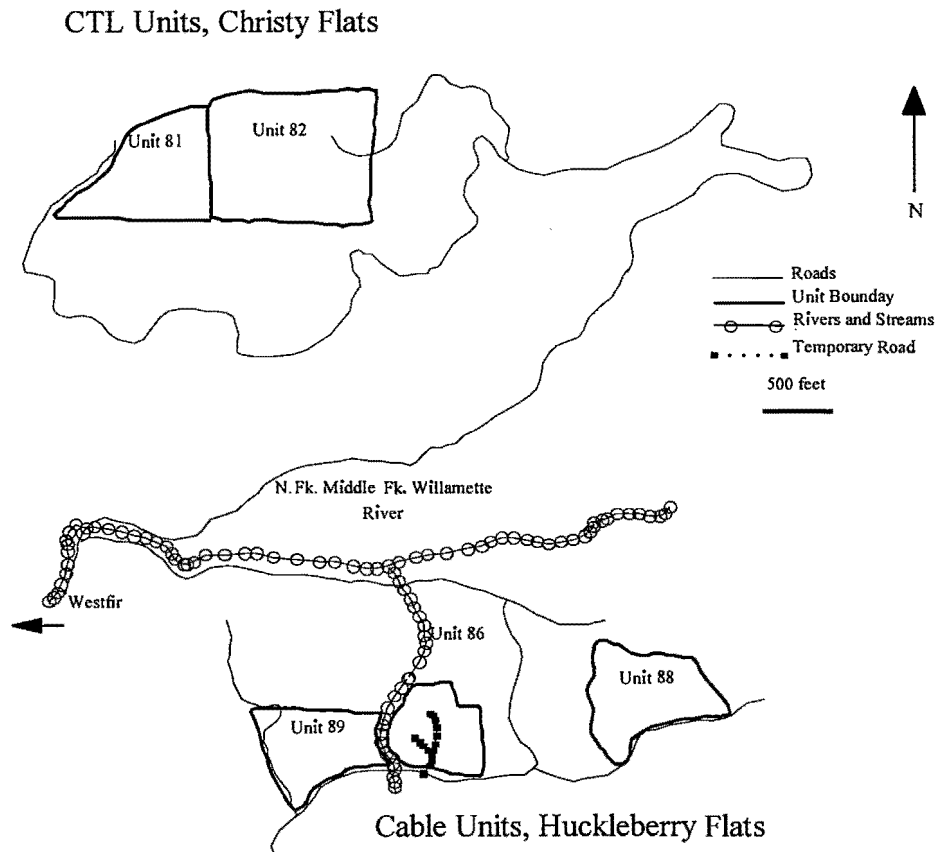 CTL Units, Christy Flats
Unit 81
Unit 82
N
Roads
Unit Bounday
Rivers and Streams
Temporary Road
500 feet
N. Fk. Middle Fk. Willamette
River
Westfir
Unit 86
Unit 88
Unit 89
Cable Units, Huckleberry Flats